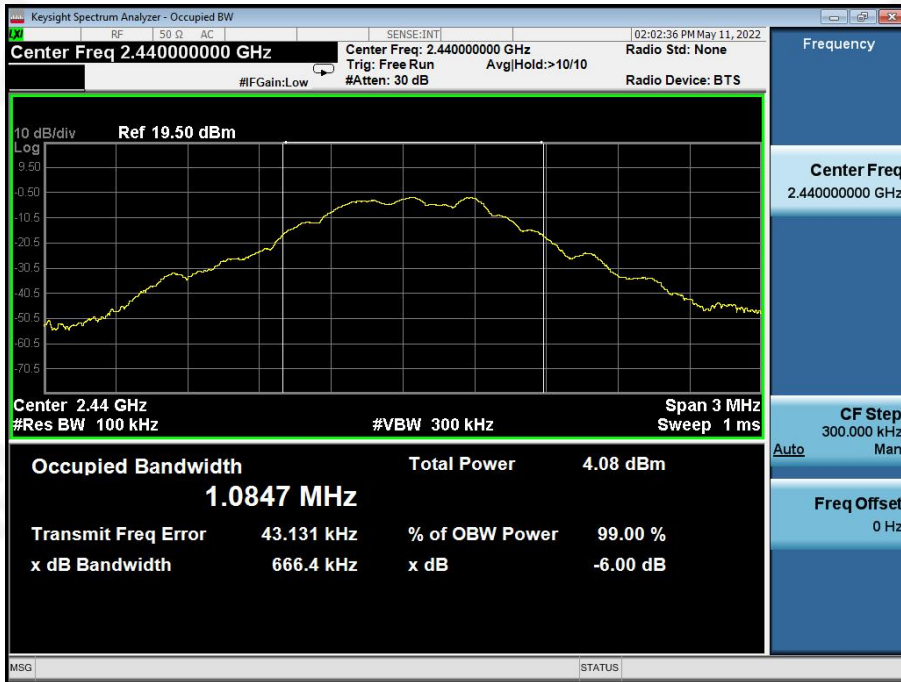 Keysight Spectrum Analyzer - Occupied BW
LXI RF 50 Ω AC SENSE:INT 02:02:36 PM May 11, 2022
Center Freq 2.440000000 GHz
#IFGain:Low
Center Freq: 2.440000000 GHz
Trig: Free Run Avg|Hold:>10/10
#Atten: 30 dB
Radio Std: None
Radio Device: BTS
10 dB/div Ref 19.50 dBm
Log
9.50
-0.50
-10.5
-20.5
-30.5
-40.5
-50.5
-60.5
-70.5
Center 2.44 GHz Span 3 MHz
#Res BW 100 kHz #VBW 300 kHz Sweep 1 ms
Occupied Bandwidth Total Power 4.08 dBm
1.0847 MHz
Transmit Freq Error 43.131 kHz % of OBW Power 99.00 %
x dB Bandwidth 666.4 kHz x dB -6.00 dB
MSG STATUS
Frequency
Center Freq
2.440000000 GHz
CF Step
300.000 kHz
Auto Man
Freq Offset
0 Hz